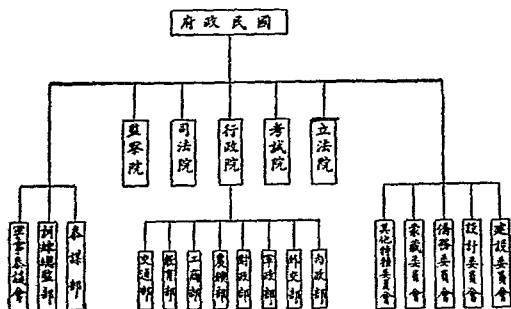 國民政府
立法院
考試院
行政院
司法院
監察院
建設委員會
設計委員會
僑務委員會
蒙藏委員會
其他特種委員會
內政部
外交部
軍政部
財政部
農鑛部
工商部
教育部
交通部
參謀部
訓練總監部
軍事參議會